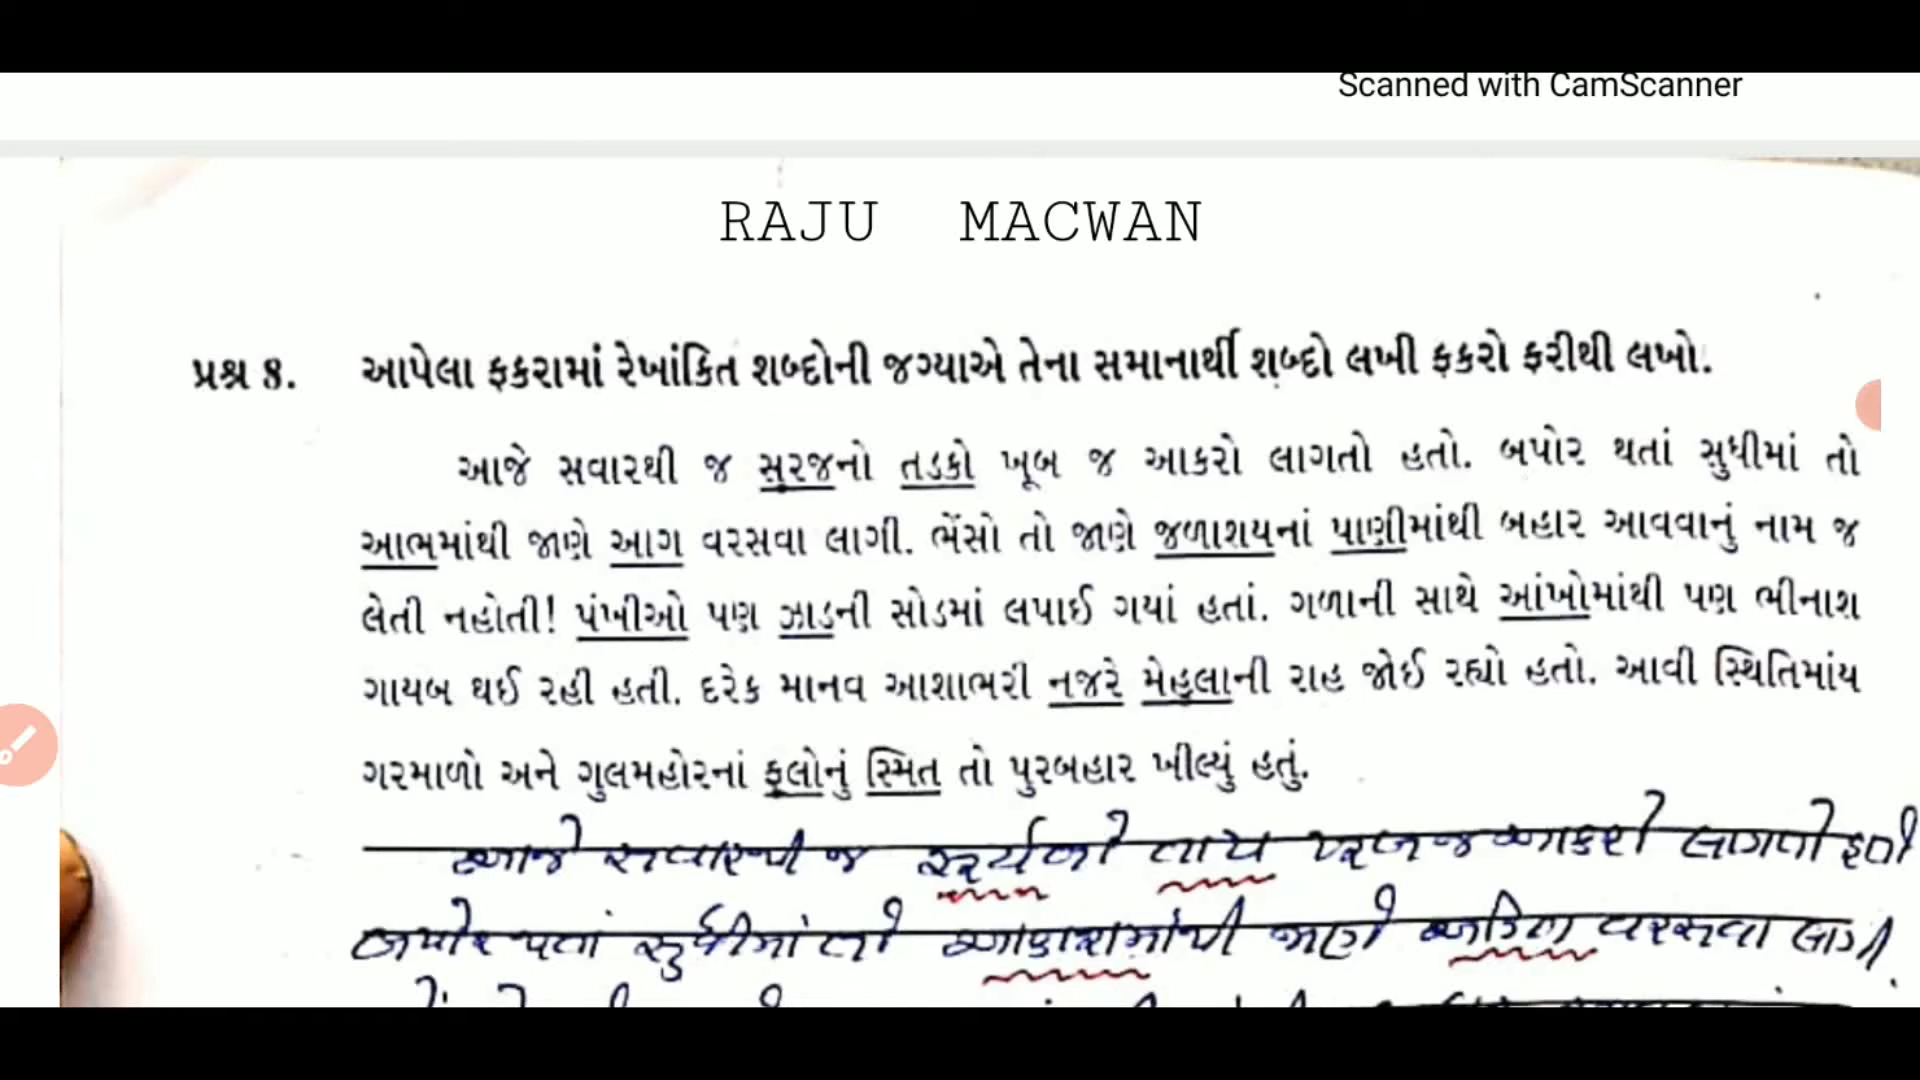 Scanned with CamScanner
RAJU MACWAN
પ્રશ્ન 8. આપેલા ફકરામાં રેખાંકિત શબ્દોની જગ્યાએ તેના સમાનાર્થી શબ્દો લખી ફકરો ફરીથી લખો.
આજે સવારથી જ સૂરજનો તડકો ખૂબ જ આકરો લાગતો હતો. બપોર થતાં સુધીમાં તો
આભમાંથી જાણે આગ વરસવા લાગી. ભેંસો તો જાણે જળાશયનાં પાણીમાંથી બહાર આવવાનું નામ જ
લેતી નહોતી! પંખીઓ પણ ઝાડની સોડમાં લપાઈ ગયાં હતાં. ગળાની સાથે આંખોમાંથી પણ ભીનાશ
ગાયબ થઈ રહી હતી. દરેક માનવ આશાભરી નજરે મેહુલાની રાહ જોઈ રહ્યો હતો. આવી સ્થિતિમાંય
ગરમાળો અને ગુલમહોરનાં ફૂલોનું સ્મિત તો પુરબહાર ખીલ્યું હતું.
આજે સવારથી જ સૂર્યનો તાપ ખૂબ જ આકરો લાગતો હતો
બપોર થતાં સુધીમાં તો આકાશમાંથી જાણે અગ્નિ વરસવા લાગી.